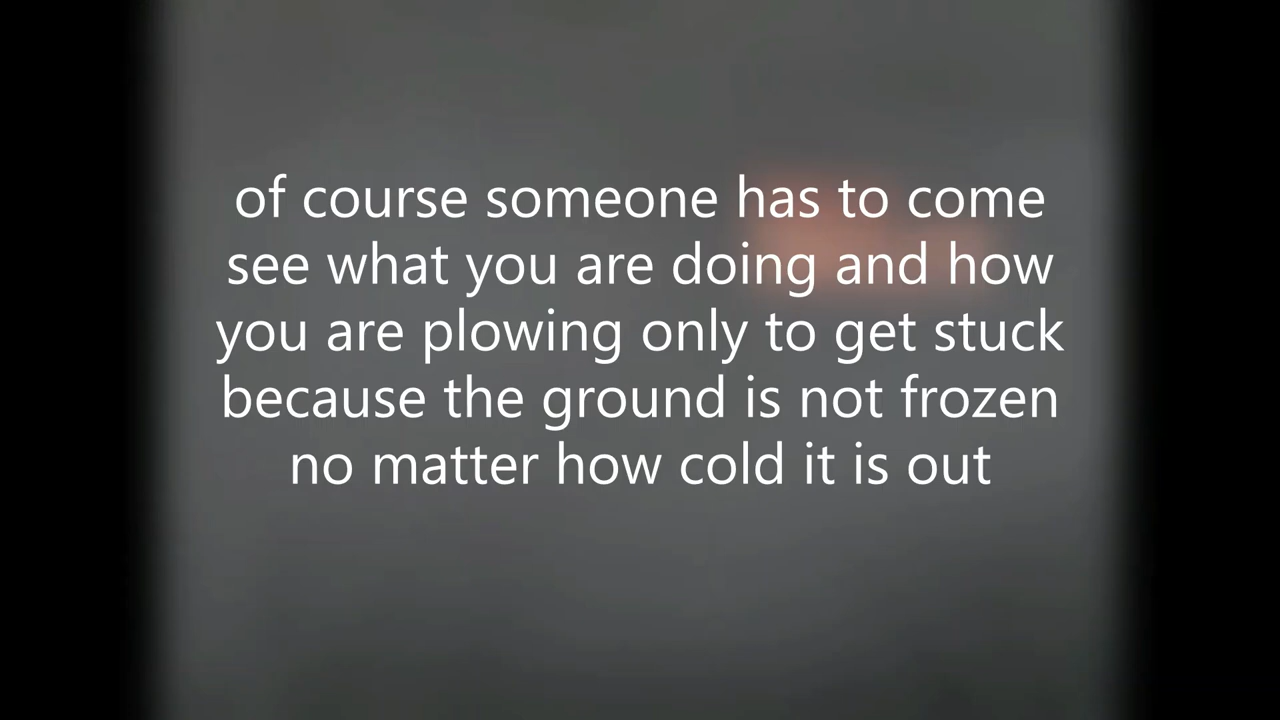 of course someone has to come
see what you are doing and how
you are plowing only to get stuck
because the ground is not frozen
no matter how cold it is out